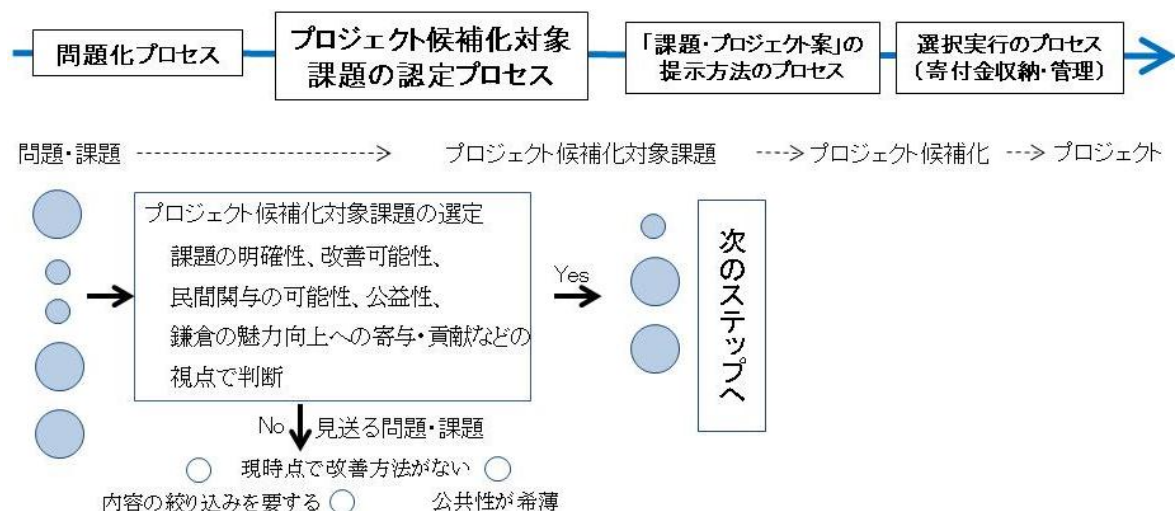 問題化プロセス
プロジェクト候補化対象
課題の認定プロセス
「課題・プロジェクト案」の
提示方法のプロセス
選択実行のプロセス
(寄付金収納・管理)
問題・課題
プロジェクト候補化対象課題
プロジェクト候補化
プロジェクト
プロジェクト候補化対象課題の選定
課題の明確性、改善可能性、
民間関与の可能性、公益性、
鎌倉の魅力向上への寄与・貢献などの
視点で判断
Yes
次のステップへ
No
見送る問題・課題
現時点で改善方法がない
内容の絞り込みを要する
公共性が希薄